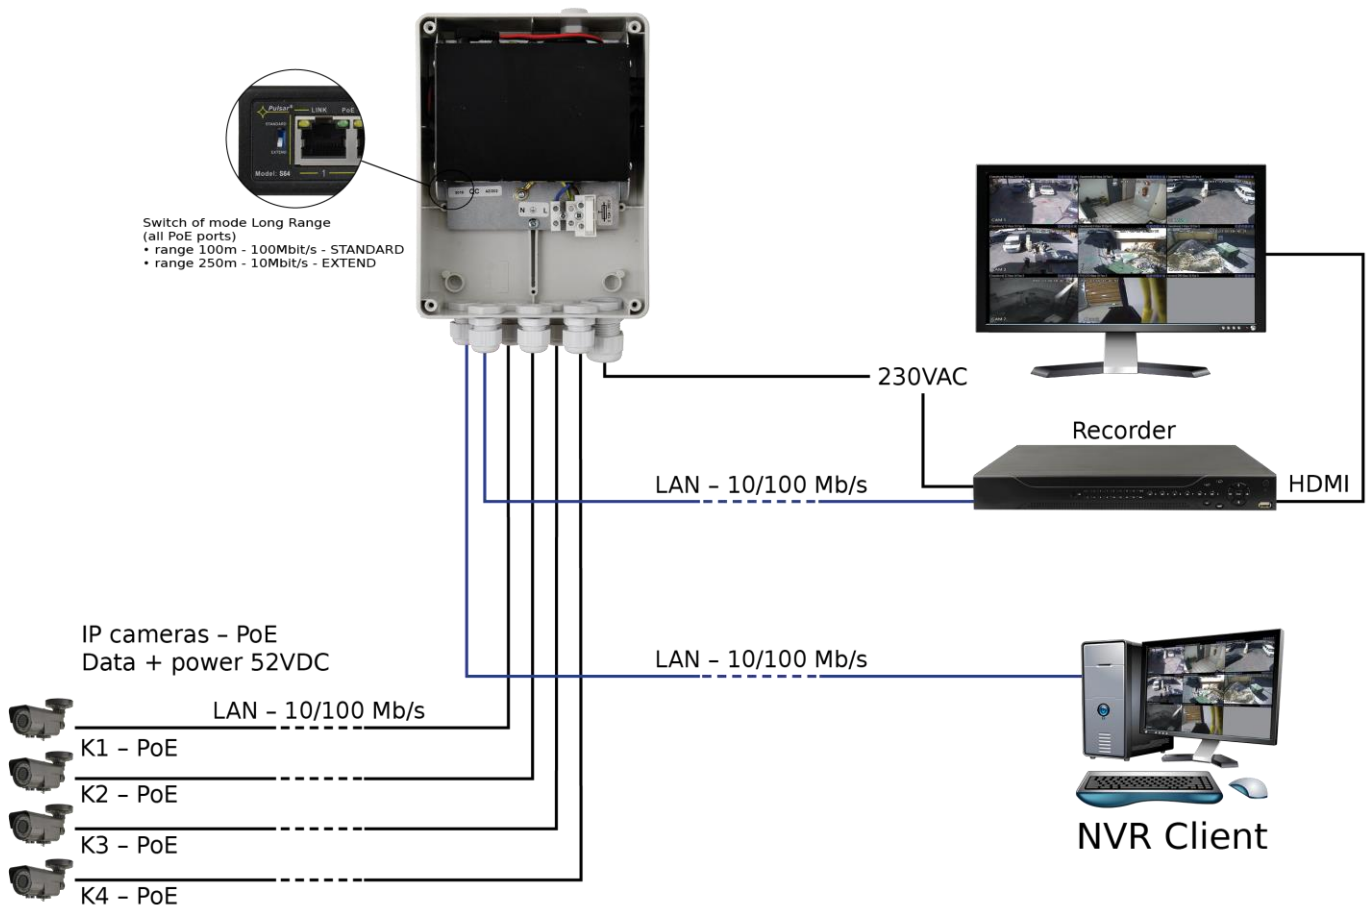 Pulsar®
LINK PoE
STANDARD
EXTEND
Model: S64
1
Switch of mode Long Range
(all PoE ports)
• range 100m - 100Mbit/s - STANDARD
• range 250m - 10Mbit/s - EXTEND
N L
230VAC
Recorder
LAN – 10/100 Mb/s
HDMI
IP cameras – PoE
Data + power 52VDC
LAN – 10/100 Mb/s
LAN – 10/100 Mb/s
K1 – PoE
K2 – PoE
K3 – PoE
K4 – PoE
NVR Client